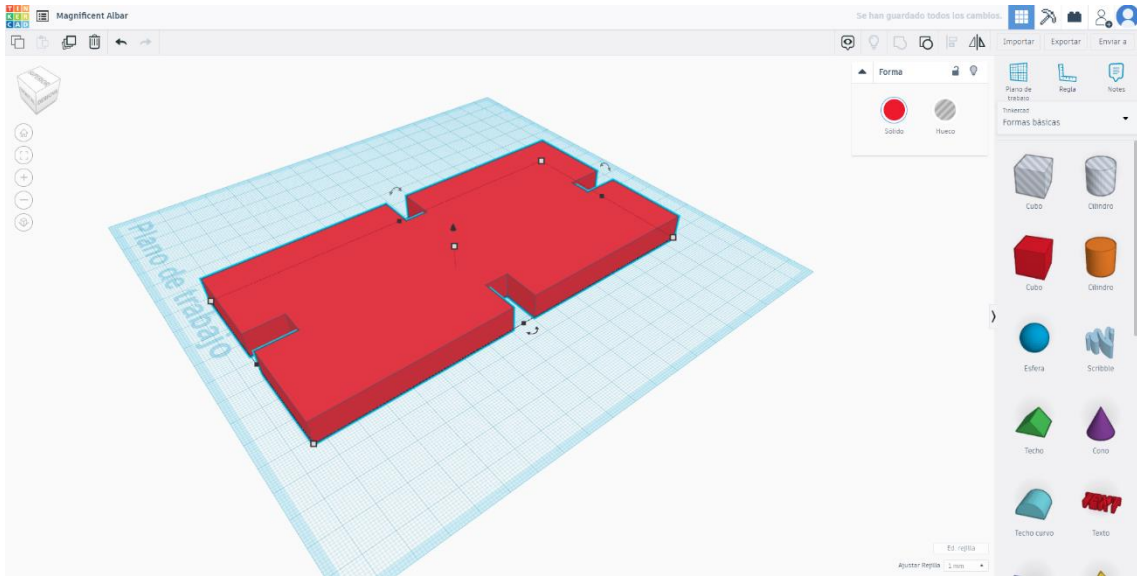 TIN
KER
CAD
Magnificent Albar
Se han guardado todos los cambios.
Importar
Exportar
Enviar a
Forma
Sólido
Hueco
Plano de trabajo
Regla
Notes
Tinkercad
Formas básicas
Cubo
Cilindro
Cubo
Cilindro
Esfera
Scribble
Techo
Cono
Techo curvo
Texto
TEXT
Plano de trabajo
Ed. rejilla
Ajustar Rejilla
1 mm